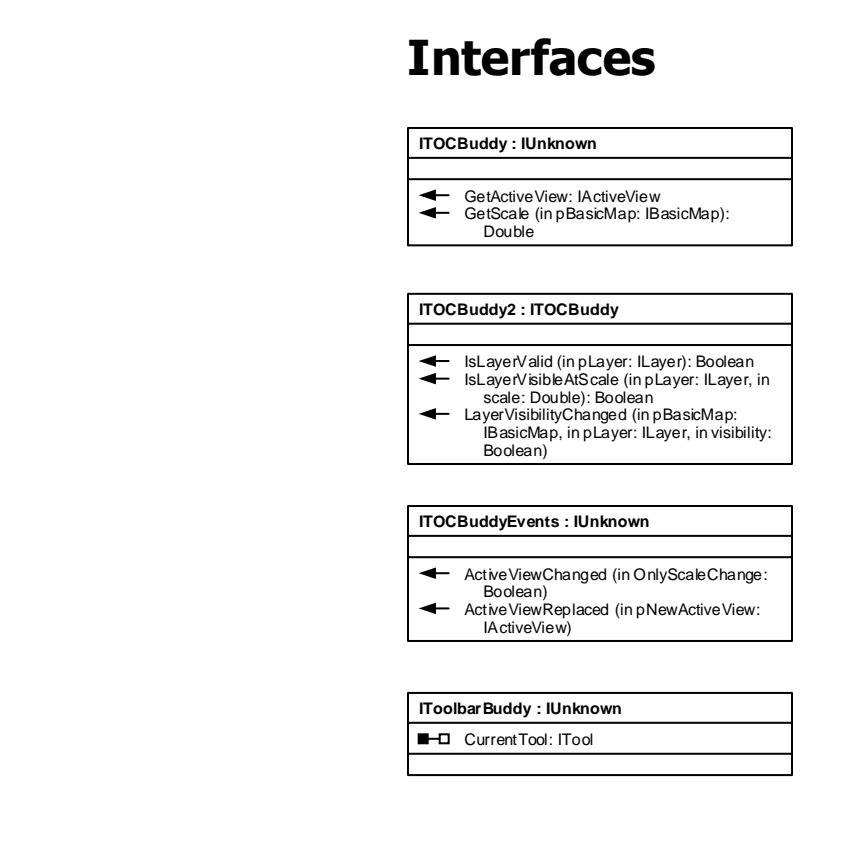 Interfaces
ITOCBuddy : IUnknown
GetActiveView: IActiveView
GetScale (in pBasicMap: IBasicMap):
Double
ITOCBuddy2 : ITOCBuddy
IsLayerValid (in pLayer: ILayer): Boolean
IsLayerVisibleAtScale (in pLayer: ILayer, in
scale: Double): Boolean
LayerVisibilityChanged (in pBasicMap:
IBasicMap, in pLayer: ILayer, in visibility:
Boolean)
ITOCBuddyEvents : IUnknown
ActiveViewChanged (in OnlyScaleChange:
Boolean)
ActiveViewReplaced (in pNewActiveView:
IActiveView)
IToolbarBuddy : IUnknown
CurrentTool: ITool